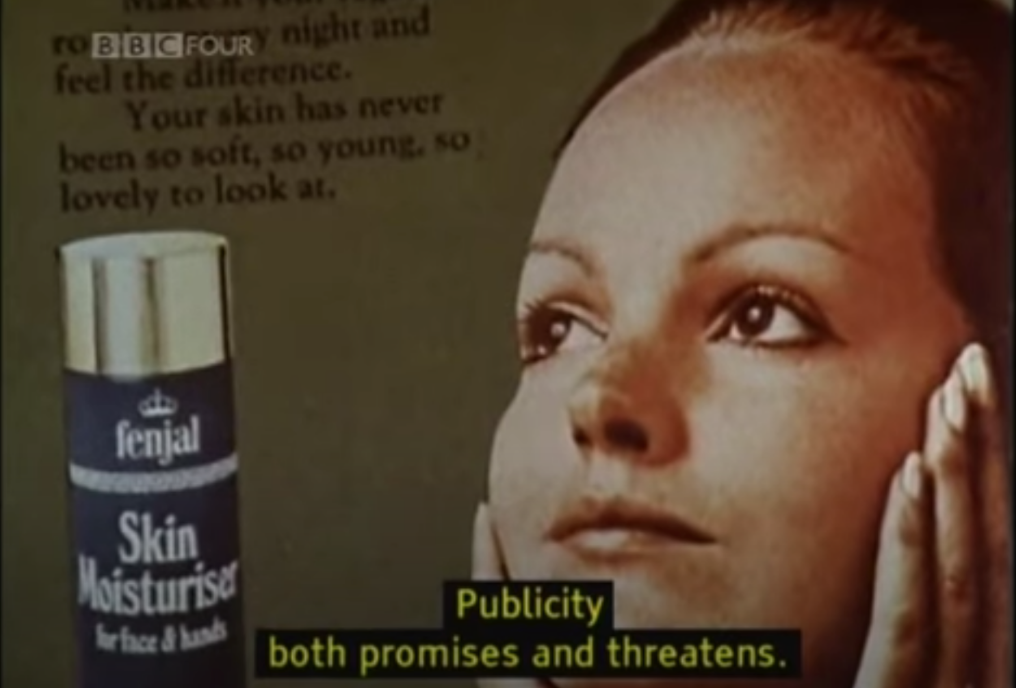 BBC FOUR
night and
feel the difference.
Your skin has never
been so soft, so young, so
lovely to look at.
fenjal
Skin
Moisturiser
for face & hands
Publicity
both promises and threatens.